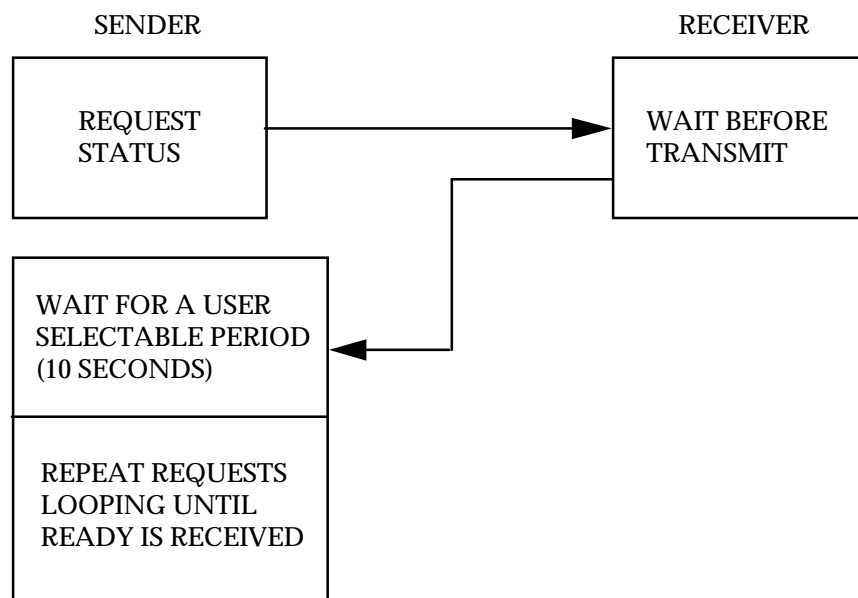 SENDER
RECEIVER
REQUEST
STATUS
WAIT BEFORE
TRANSMIT
WAIT FOR A USER
SELECTABLE PERIOD
(10 SECONDS)
REPEAT REQUESTS
LOOPING UNTIL
READY IS RECEIVED